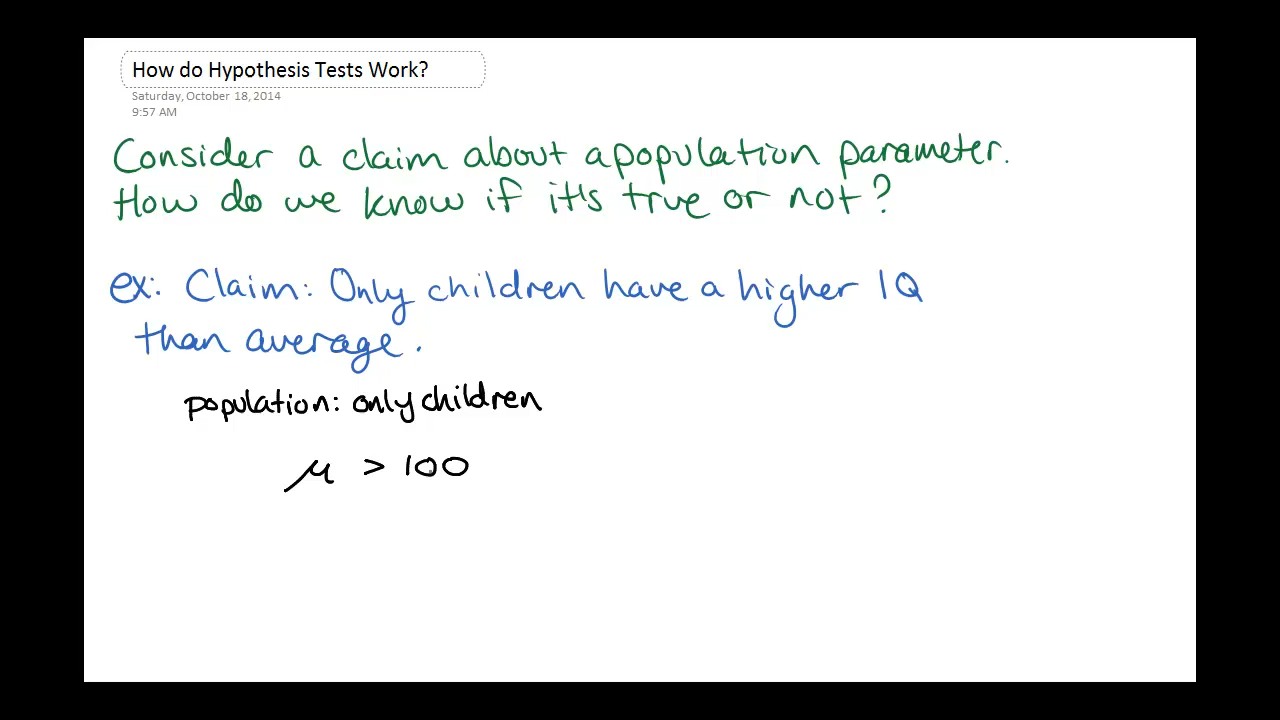 How do Hypothesis Tests Work?
Saturday, October 18, 2014
9:57 AM
Consider a claim about a population parameter.
How do we know if it's true or not?
ex: Claim: Only children have a higher IQ
than average.
population: only children
μ > 100